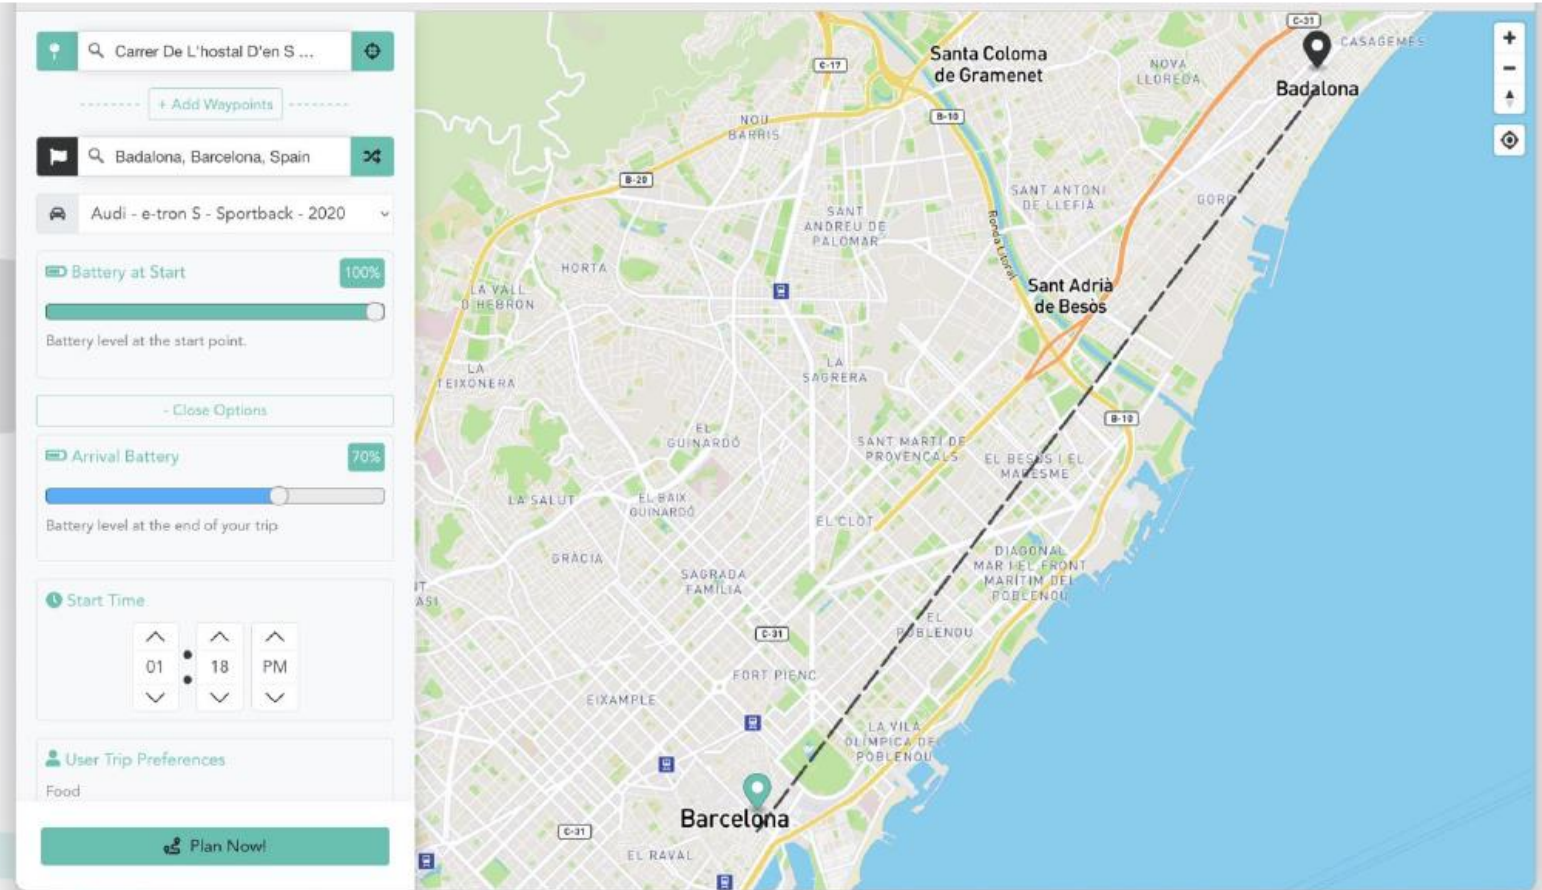 Carrer De L'hostal D'en S ...
+ Add Waypoints
Badalona, Barcelona, Spain
Audi - e-tron S - Sportback - 2020
Battery at Start
100%
Battery level at the start point.
- Close Options
Arrival Battery
70%
Battery level at the end of your trip
Start Time
01 : 18 PM
User Trip Preferences
Food
Plan Now!
C-31
CASAGEMES
Badalona
Santa Coloma
de Gramenet
NOVA
LLOREDA
C-17
B-10
NOU
BARRIS
B-20
SANT ANTONI
DE LLEFIÀ
GORG
SANT
ANDREU DE
PALOMAR
Ronda Litoral
HORTA
LA VALL
D'HEBRON
Sant Adrià
de Besòs
LA
TEIXONERA
LA
SAGRERA
B-10
EL
GUINARDÓ
SANT MARTÍ DE
PROVENÇALS
EL BESÒS I EL
MARESME
LA SALUT
EL BAIX
GUINARDÓ
EL CLOT
GRÀCIA
DIAGONAL
MAR I EL FRONT
MARÍTIM DEL
POBLENOU
SAGRADA
FAMÍLIA
EL
POBLENOU
C-31
FORT PIENC
EIXAMPLE
LA VILA
OLÍMPICA DE
POBLENOU
Barcelona
C-31
EL RAVAL